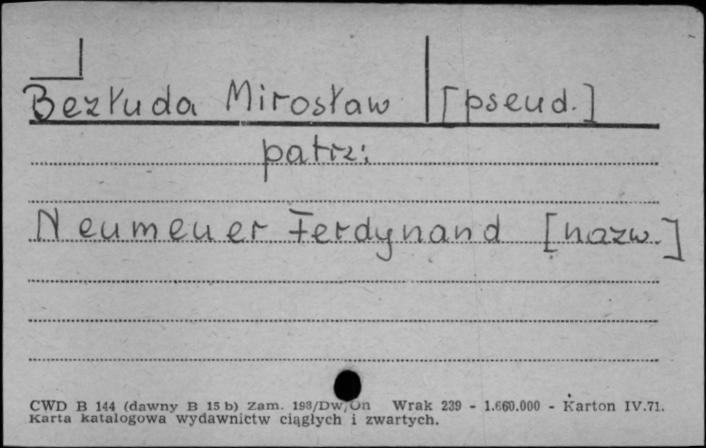 Bezłuda Mirosław [pseud.]
patrz:
Neumeuer Ferdynand [nazw.]
CWD B 144 (dawny B 15 b) Zam. 198/Dw/On Wrak 239 - 1.660.000 - Karton IV.71.
Karta katalogowa wydawnictw ciągłych i zwartych.